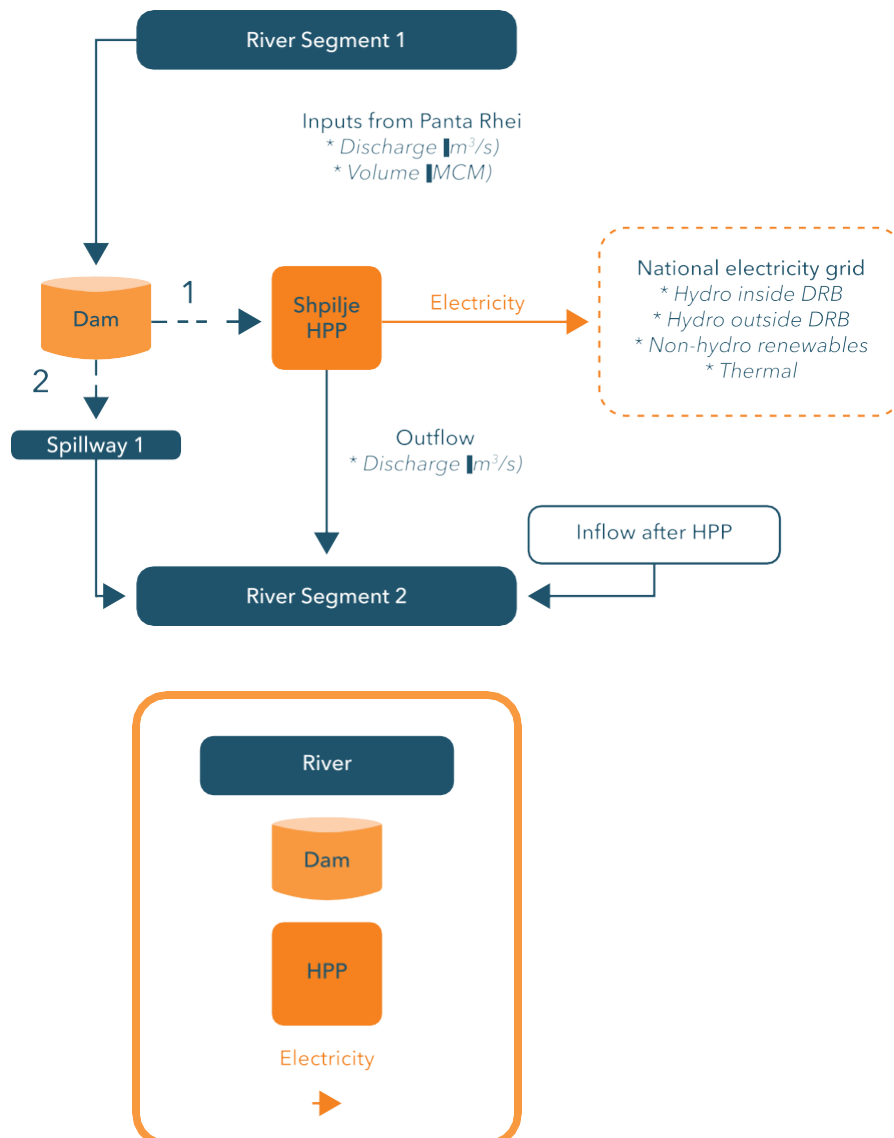 River Segment 1
Inputs from Panta Rhei
* Discharge [m³/s)
* Volume [MCM)
1
Dam
Shpilje
HPP
Electricity
National electricity grid
* Hydro inside DRB
* Hydro outside DRB
* Non-hydro renewables
* Thermal
2
Spillway 1
Outflow
* Discharge [m³/s)
Inflow after HPP
River Segment 2
River
Dam
HPP
Electricity